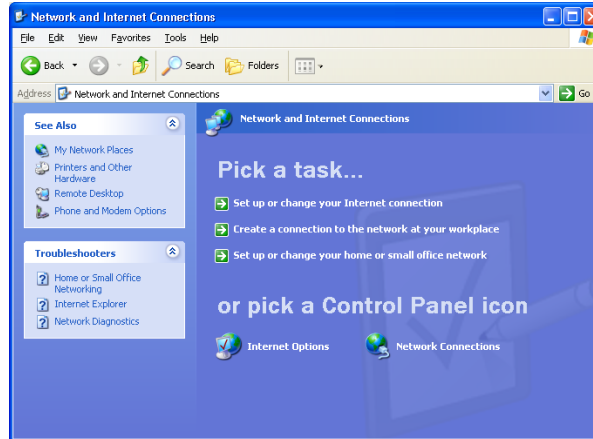 Network and Internet Connections
File Edit View Favorites Tools Help
Back Search Folders
Address Network and Internet Connections Go
See Also
My Network Places
Printers and Other
Hardware
Remote Desktop
Phone and Modem Options
Troubleshooters
Home or Small Office
Networking
Internet Explorer
Network Diagnostics
Network and Internet Connections
Pick a task...
Set up or change your Internet connection
Create a connection to the network at your workplace
Set up or change your home or small office network
or pick a Control Panel icon
Internet Options Network Connections